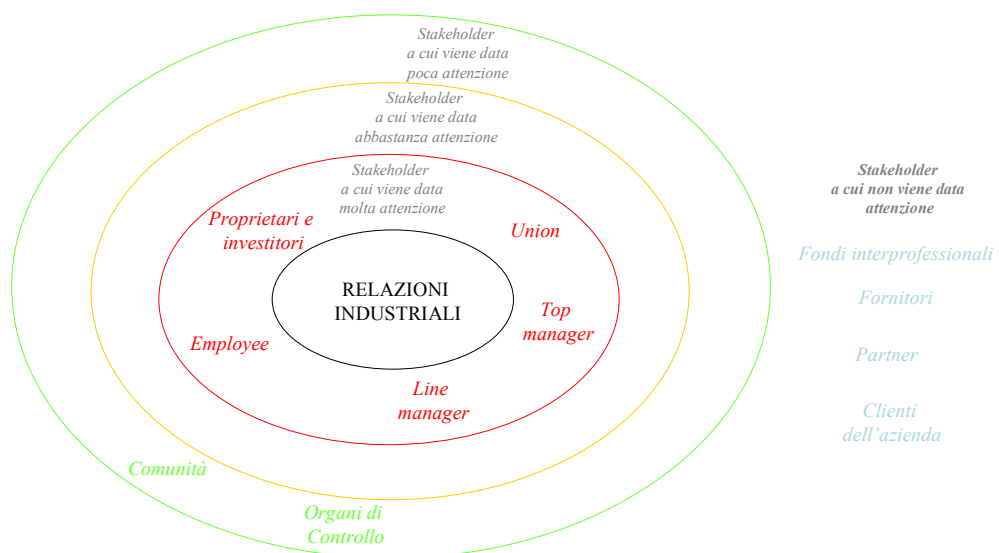 Stakeholder
a cui viene data
poca attenzione
Stakeholder
a cui viene data
abbastanza attenzione
Stakeholder
a cui viene data
molta attenzione
Proprietari e
investitori
Union
RELAZIONI
INDUSTRIALI
Top
manager
Employee
Line
manager
Comunità
Organi di
Controllo
Stakeholder
a cui non viene data
attenzione
Fondi interprofessionali
Fornitori
Partner
Clienti
dell’azienda